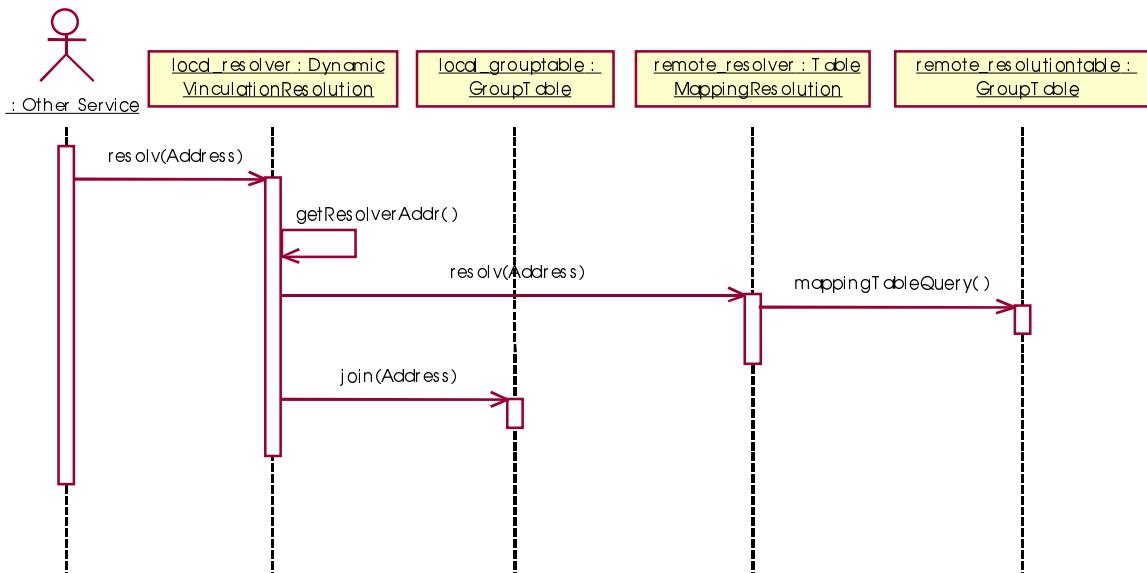 : Other Service
local_resolver : Dynamic
VinculationResolution
local_grouptable :
GroupTable
remote_resolver : Table
MappingResolution
remote_resolutiontable :
GroupTable
resolv(Address)
getResolverAddr( )
resolv(Address)
mappingTableQuery( )
join(Address)